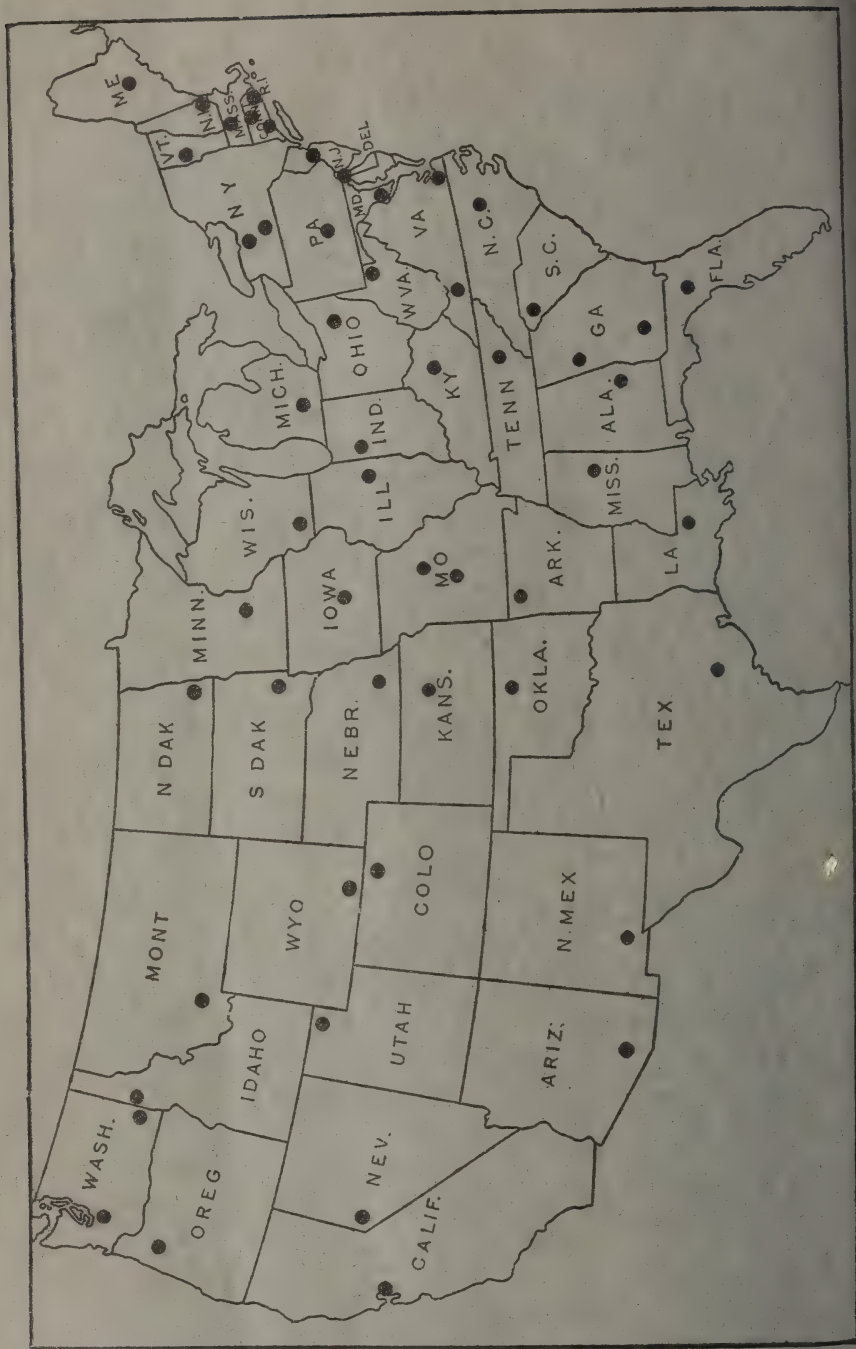 WASH.
OREG
CALIF.
NEV.
IDAHO
MONT
WYO
UTAH
ARIZ.
COLO
N.MEX
N DAK
S DAK
NEBR.
KANS.
OKLA.
TEX
MINN.
IOWA
MO
ARK.
LA
WIS.
ILL
MICH.
IND.
OHIO
KY
TENN
MISS.
ALA.
GA
FLA.
S.C.
N.C.
VA
W VA.
MD
DEL
N.J.
PA
N Y
VT.
N.H.
ME
MASS.
CONN
R.I.